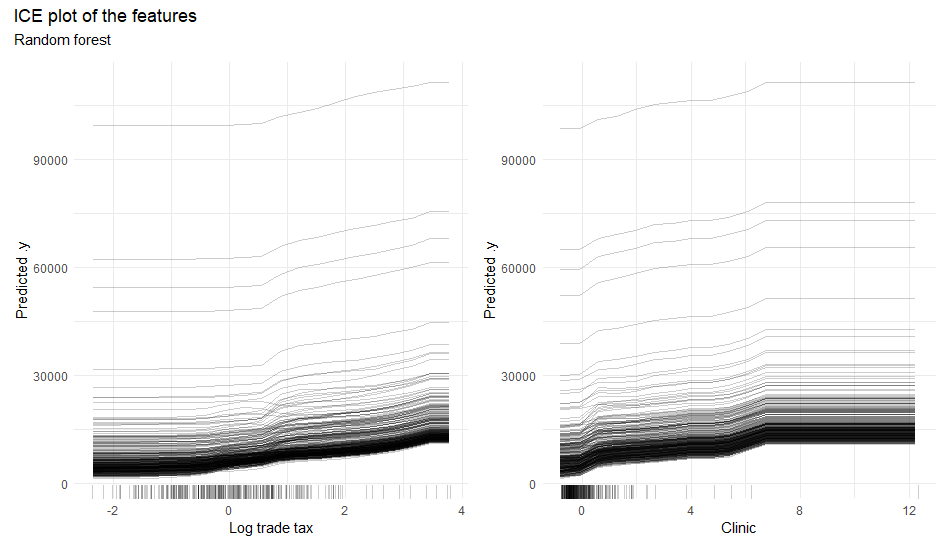 ICE plot of the features
Random forest
Predicted .y
90000
60000
30000
0
-2
0
2
4
Log trade tax
Predicted .y
90000
60000
30000
0
0
4
8
12
Clinic